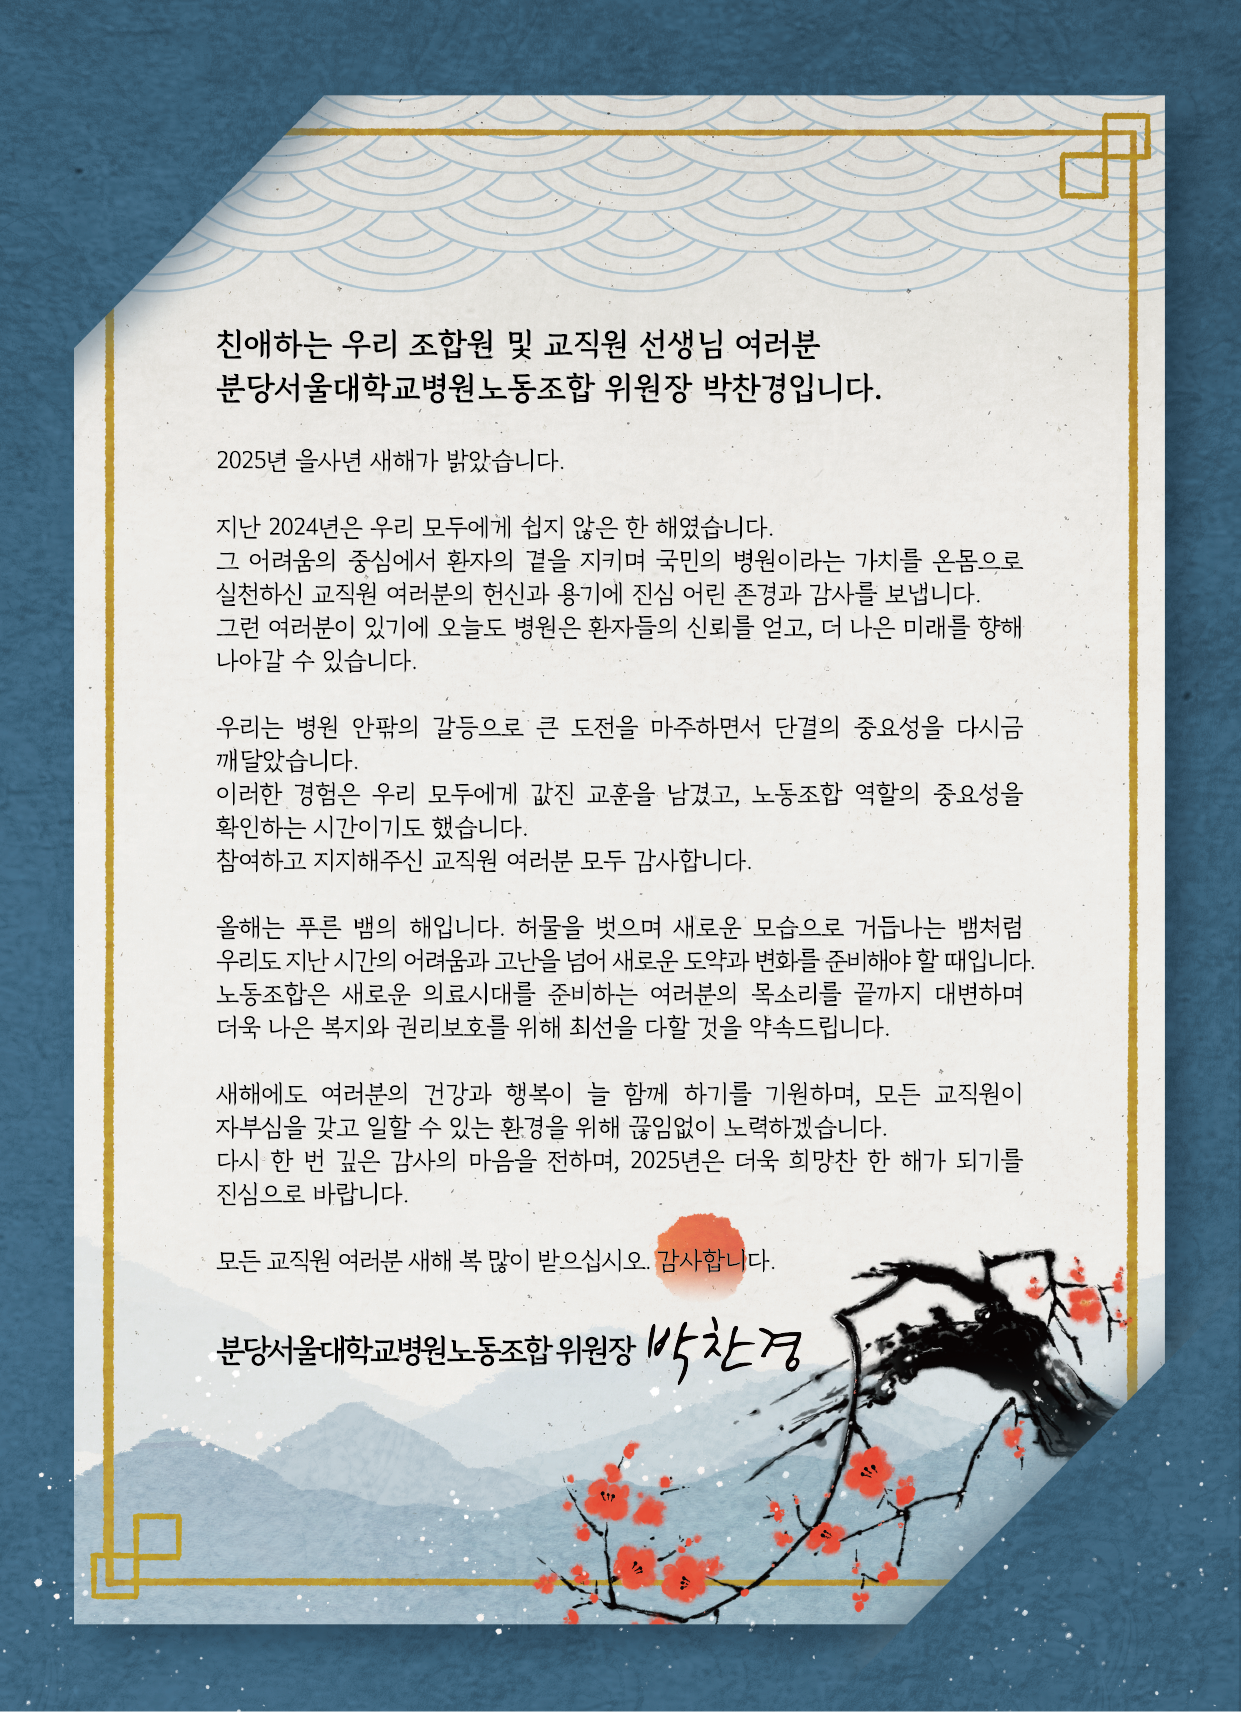 친애하는 우리 조합원 및 교직원 선생님 여러분
분당서울대학교병원노동조합 위원장 박찬경입니다.
2025년 을사년 새해가 밝았습니다.
지난 2024년은 우리 모두에게 쉽지 않은 한 해였습니다.
그 어려움의 중심에서 환자의 곁을 지키며 국민의 병원이라는 가치를 온몸으로
실천하신 교직원 여러분의 헌신과 용기에 진심 어린 존경과 감사를 보냅니다.
그런 여러분이 있기에 오늘도 병원은 환자들의 신뢰를 얻고, 더 나은 미래를 향해
나아갈 수 있습니다.
우리는 병원 안팎의 갈등으로 큰 도전을 마주하면서 단결의 중요성을 다시금
깨달았습니다.
이러한 경험은 우리 모두에게 값진 교훈을 남겼고, 노동조합 역할의 중요성을
확인하는 시간이기도 했습니다.
참여하고 지지해주신 교직원 여러분 모두 감사합니다.
올해는 푸른 뱀의 해입니다. 허물을 벗으며 새로운 모습으로 거듭나는 뱀처럼
우리도 지난 시간의 어려움과 고난을 넘어 새로운 도약과 변화를 준비해야 할 때입니다.
노동조합은 새로운 의료시대를 준비하는 여러분의 목소리를 끝까지 대변하며
더욱 나은 복지와 권리보호를 위해 최선을 다할 것을 약속드립니다.
새해에도 여러분의 건강과 행복이 늘 함께 하기를 기원하며, 모든 교직원이
자부심을 갖고 일할 수 있는 환경을 위해 끊임없이 노력하겠습니다.
다시 한 번 깊은 감사의 마음을 전하며, 2025년은 더욱 희망찬 한 해가 되기를
진심으로 바랍니다.
모든 교직원 여러분 새해 복 많이 받으십시오. 감사합니다.
분당서울대학교병원노동조합 위원장 박찬경